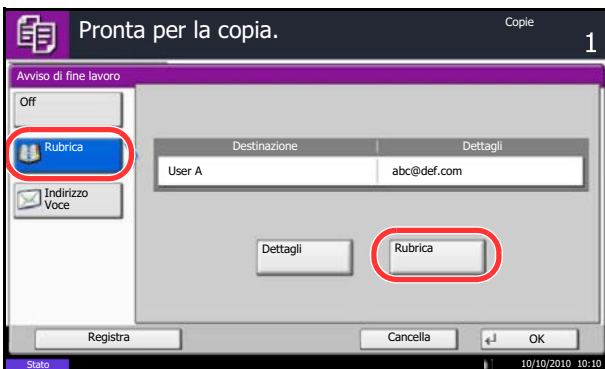 Pronta per la copia.
Copie
1
Avviso di fine lavoro
Off
Rubrica
Indirizzo
Voce
Destinazione
Dettagli
User A
abc@def.com
Dettagli
Rubrica
Registra
Cancella
OK
Stato
10/10/2010 10:10